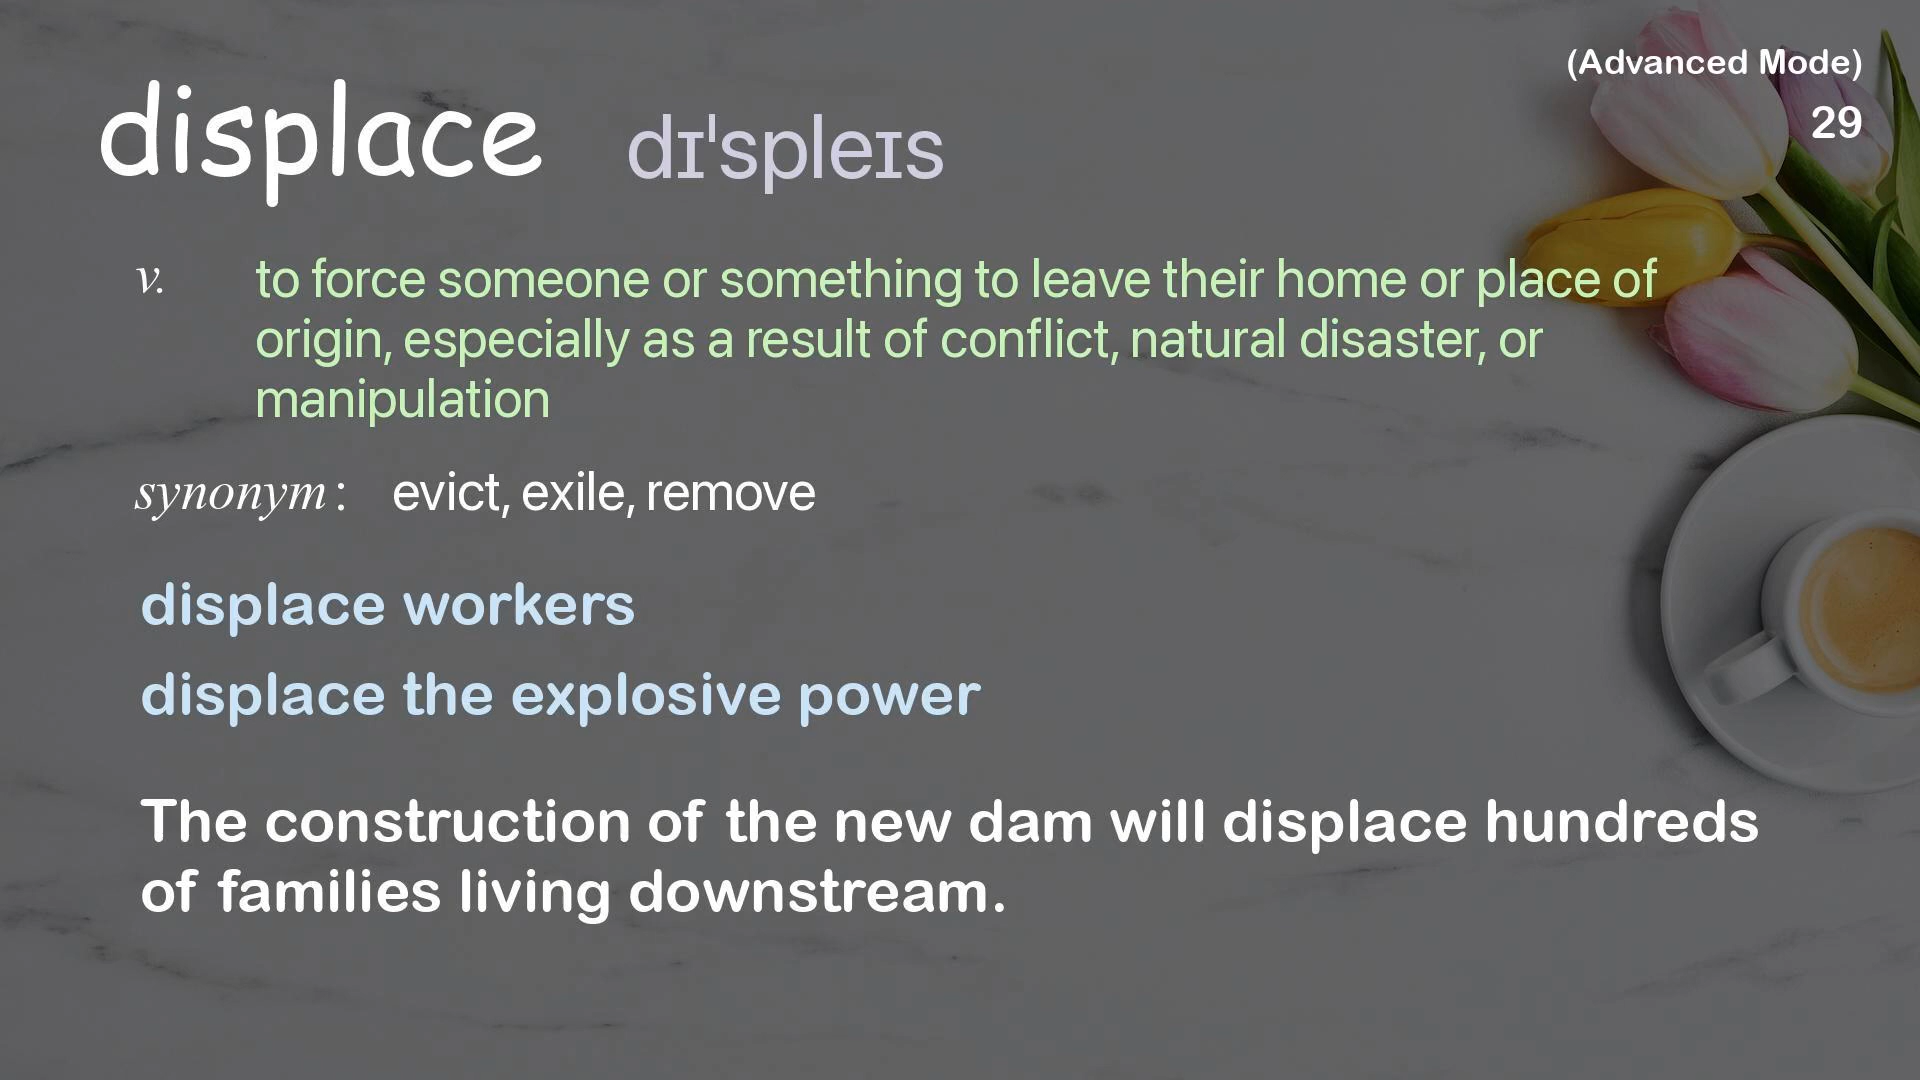 (Advanced Mode)
29
displace dɪˈspleɪs
v. to force someone or something to leave their home or place of
origin, especially as a result of conflict, natural disaster, or
manipulation
synonym : evict, exile, remove
displace workers
displace the explosive power
The construction of the new dam will displace hundreds
of families living downstream.